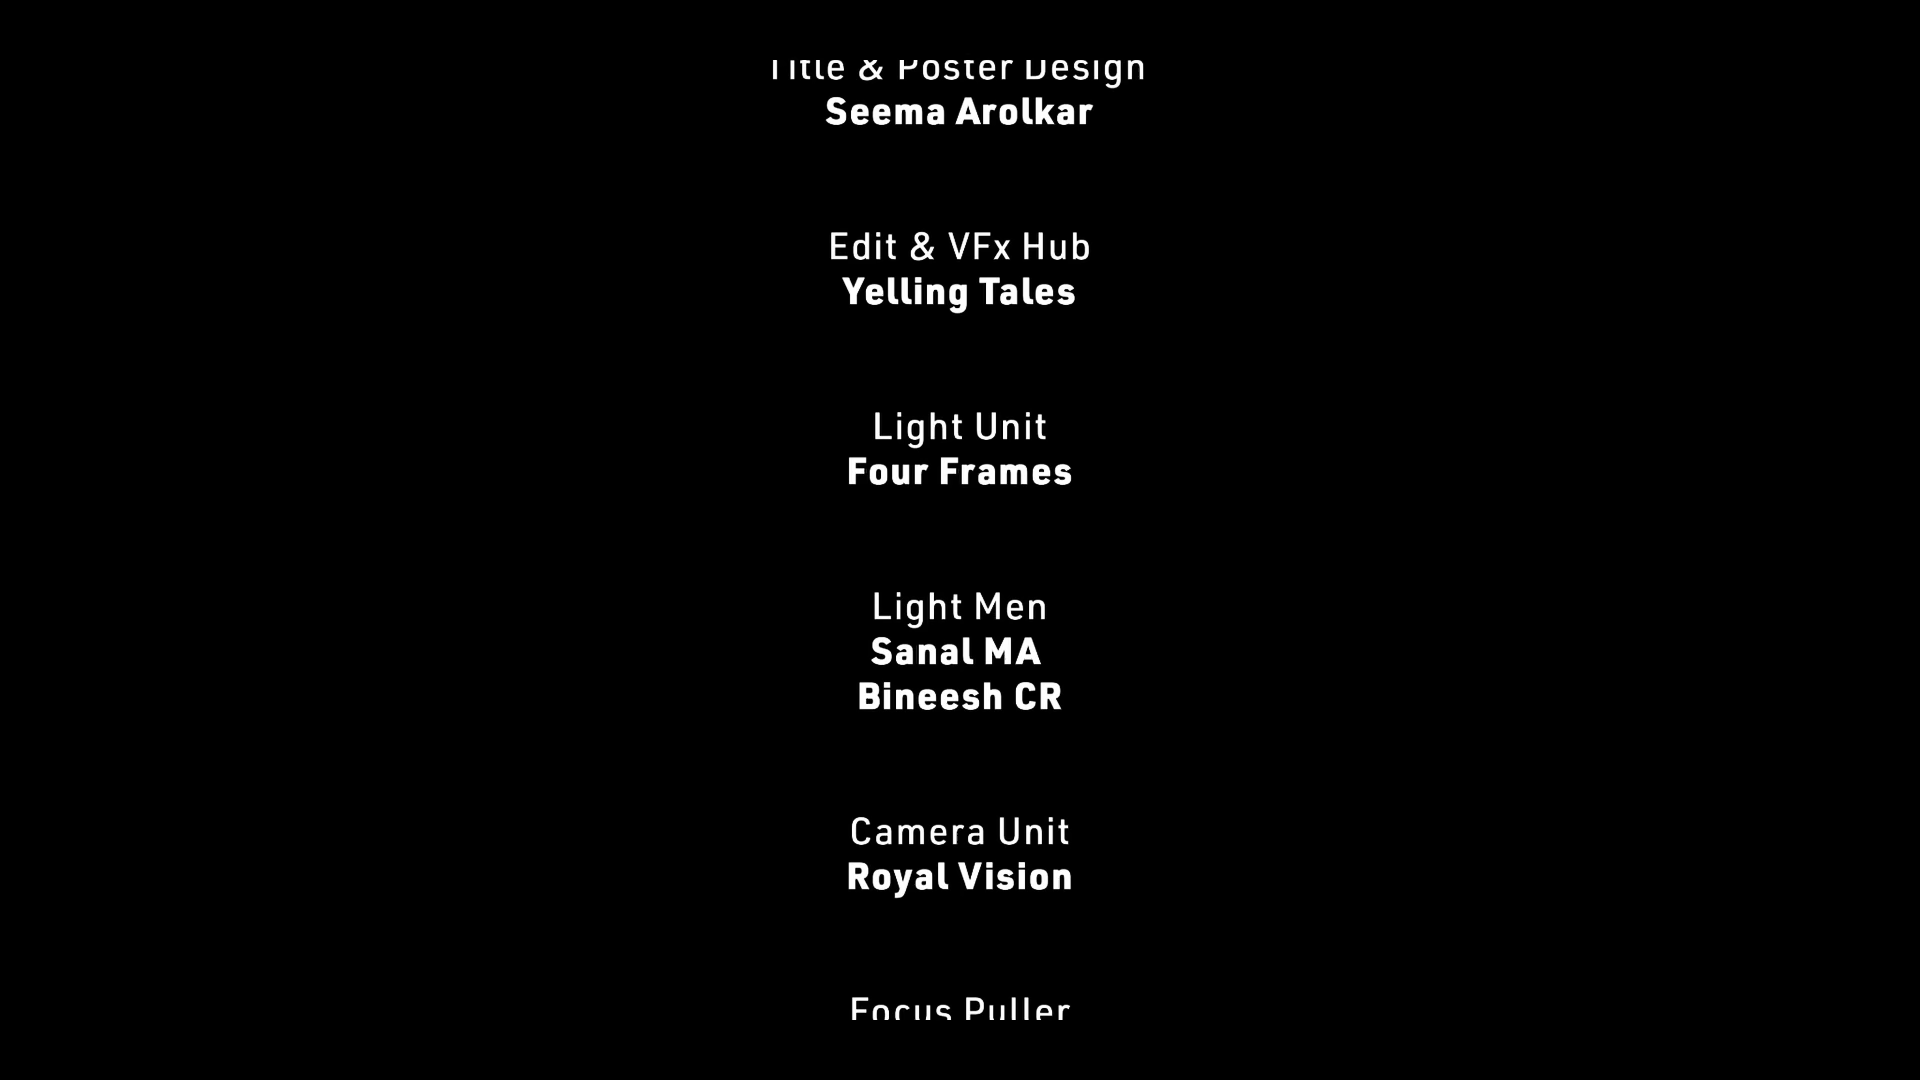 Title & Poster Design
Seema Arolkar
Edit & VFx Hub
Yelling Tales
Light Unit
Four Frames
Light Men
Sanal MA
Bineesh CR
Camera Unit
Royal Vision
Focus Puller